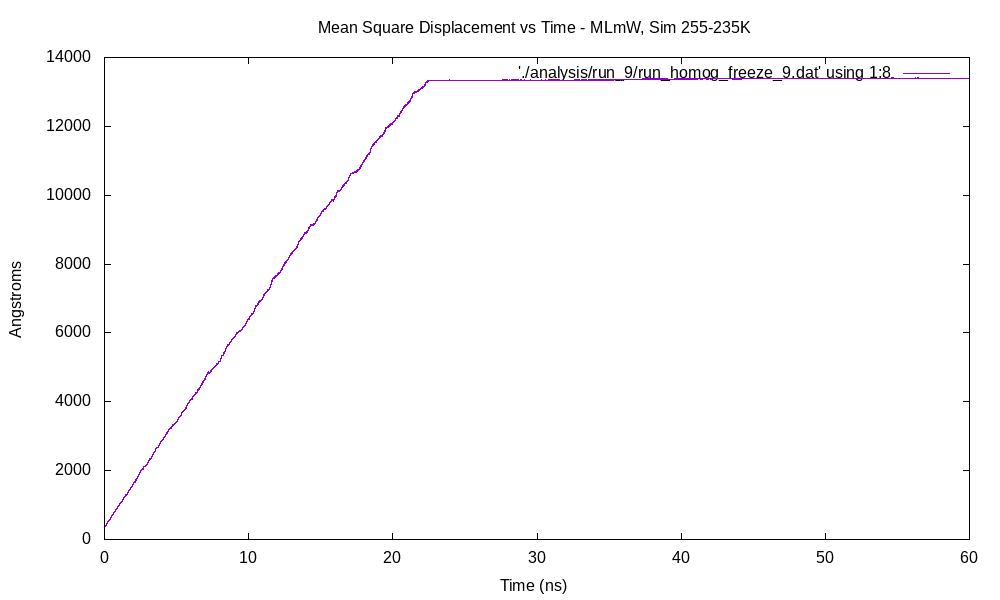 Mean Square Displacement vs Time - MLmW, Sim 255-235K
'./analysis/run_9/run_homog_freeze_9.dat' using 1:8
14000
12000
10000
8000
6000
4000
2000
0
Angstroms
0 10 20 30 40 50 60
Time (ns)